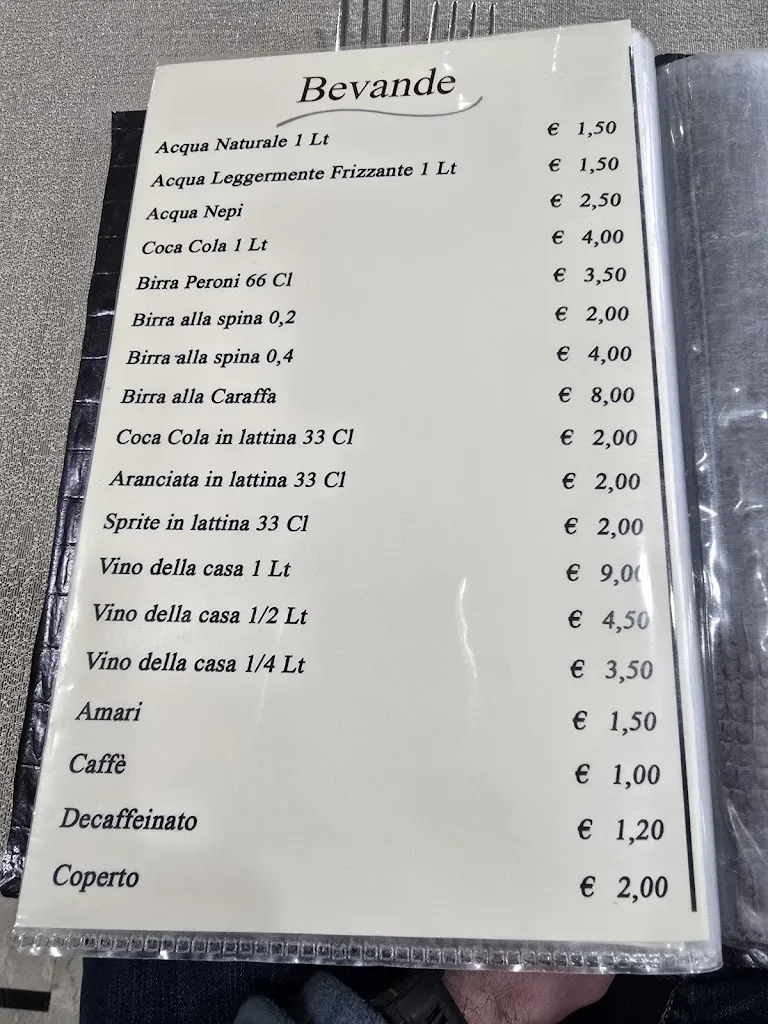 Bevande
Acqua Naturale 1 Lt € 1,50
Acqua Leggermente Frizzante 1 Lt € 1,50
Acqua Nepi € 2,50
Coca Cola 1 Lt € 4,00
Birra Peroni 66 Cl € 3,50
Birra alla spina 0,2 € 2,00
Birra alla spina 0,4 € 4,00
Birra alla Caraffa € 8,00
Coca Cola in lattina 33 Cl € 2,00
Aranciata in lattina 33 Cl € 2,00
Sprite in lattina 33 Cl € 2,00
Vino della casa 1 Lt € 9,00
Vino della casa 1/2 Lt € 4,50
Vino della casa 1/4 Lt € 3,50
Amari € 1,50
Caffè € 1,00
Decaffeinato € 1,20
Coperto € 2,00